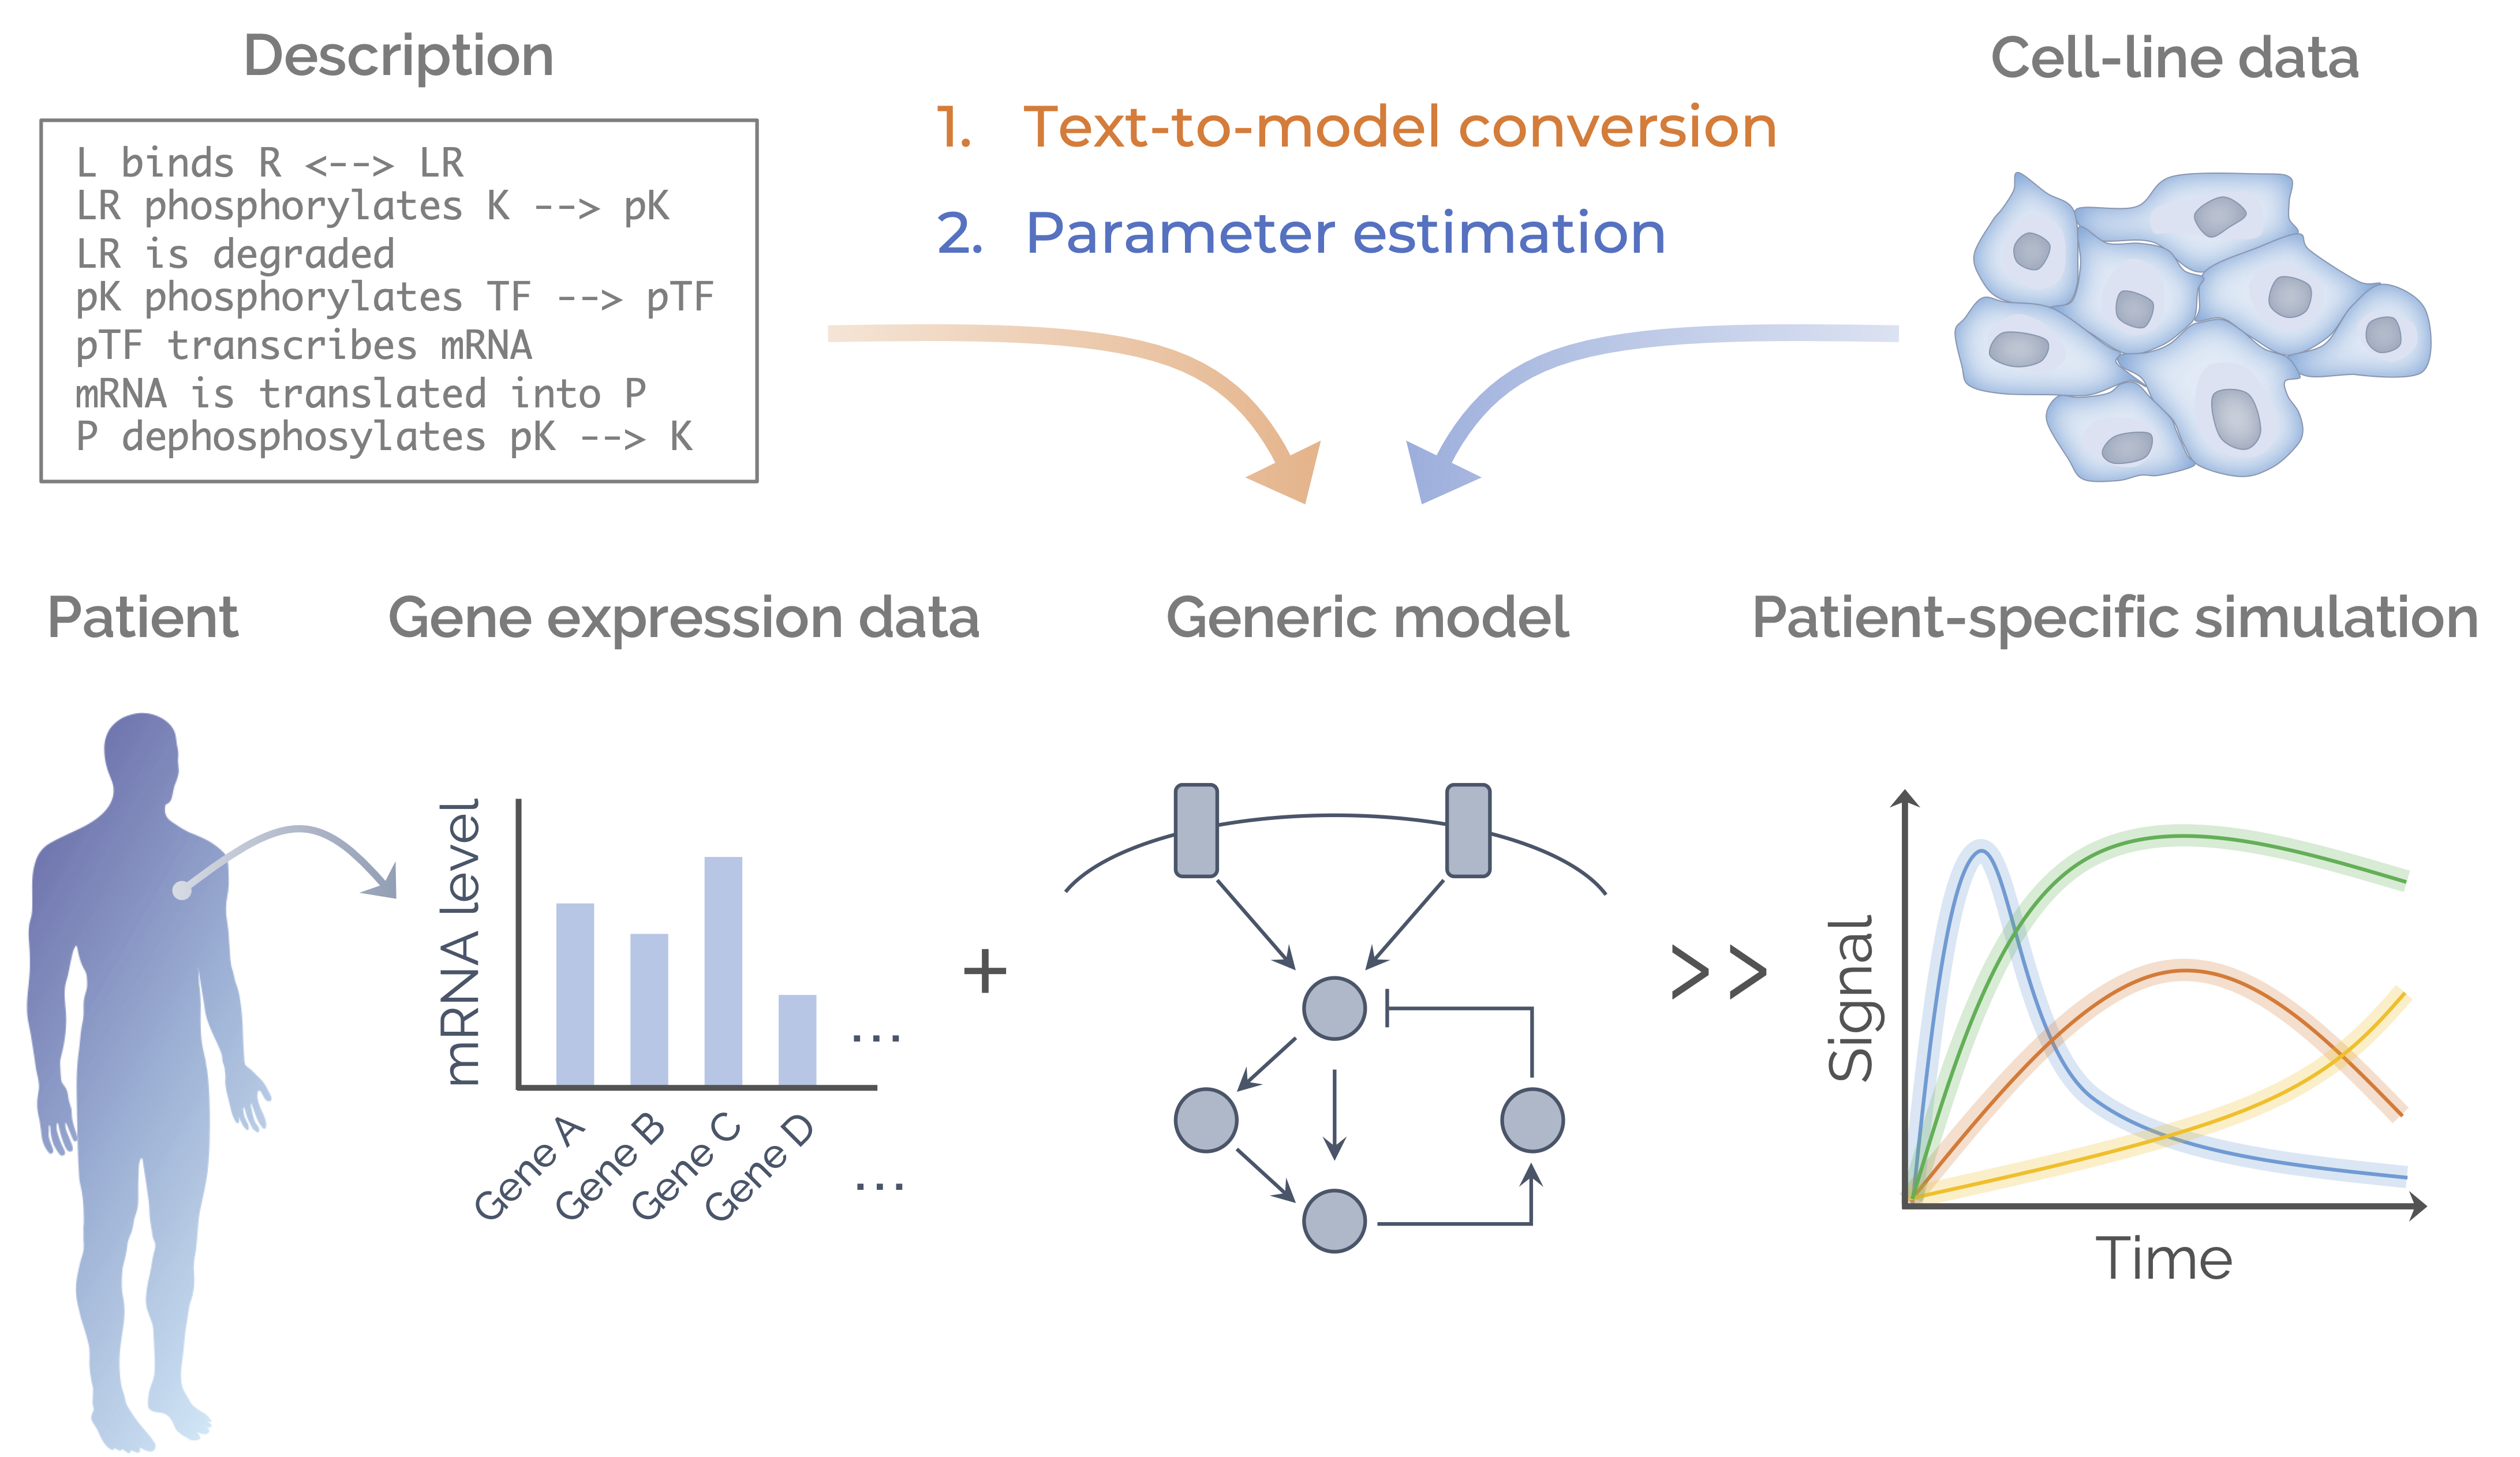 Description
L binds R <--> LR
LR phosphorylates K --> pK
LR is degraded
pK phosphorylates TF --> pTF
pTF transcribes mRNA
mRNA is translated into P
P dephosphosylates pK --> K
1. Text-to-model conversion
2. Parameter estimation
Cell-line data
Patient
Gene expression data
Generic model
Patient-specific simulation
mRNA level
...
Gene A
Gene B
Gene C
Gene D
...
+
>>
Signal
Time